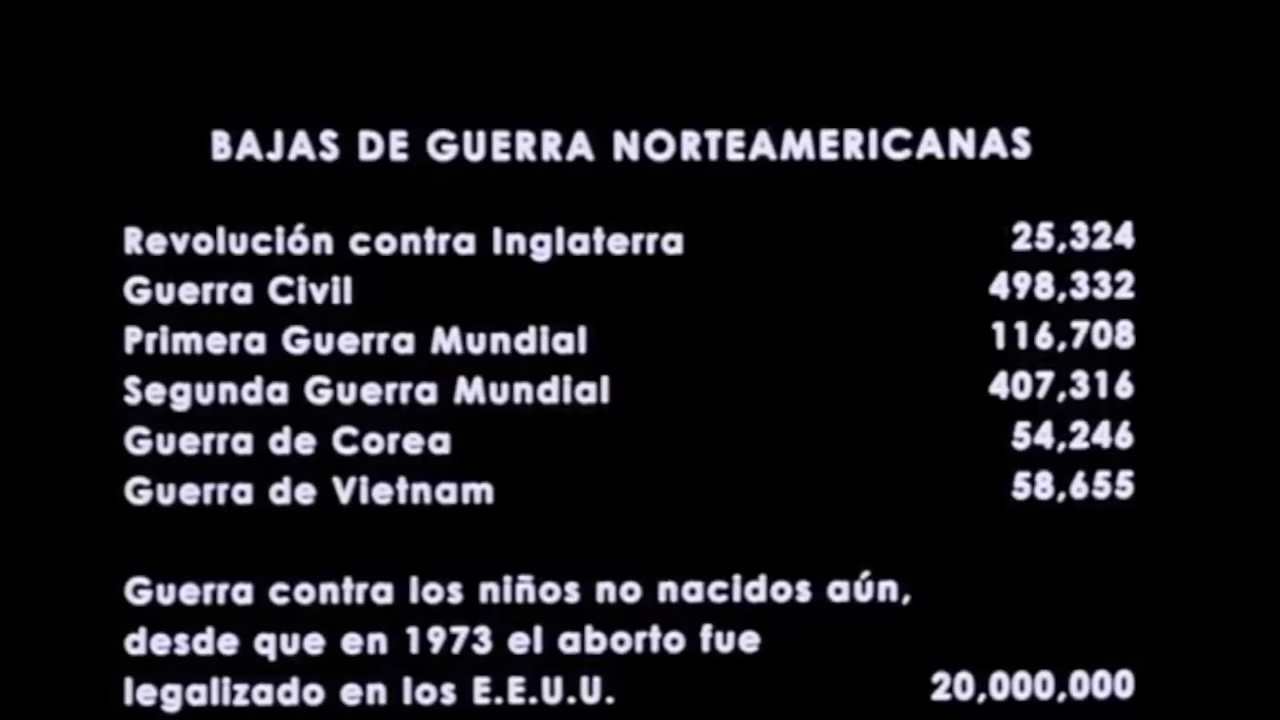 BAJAS DE GUERRA NORTEAMERICANAS
Revolución contra Inglaterra 25,324
Guerra Civil 498,332
Primera Guerra Mundial 116,708
Segunda Guerra Mundial 407,316
Guerra de Corea 54,246
Guerra de Vietnam 58,655
Guerra contra los niños no nacidos aún,
desde que en 1973 el aborto fue
legalizado en los E.E.U.U. 20,000,000